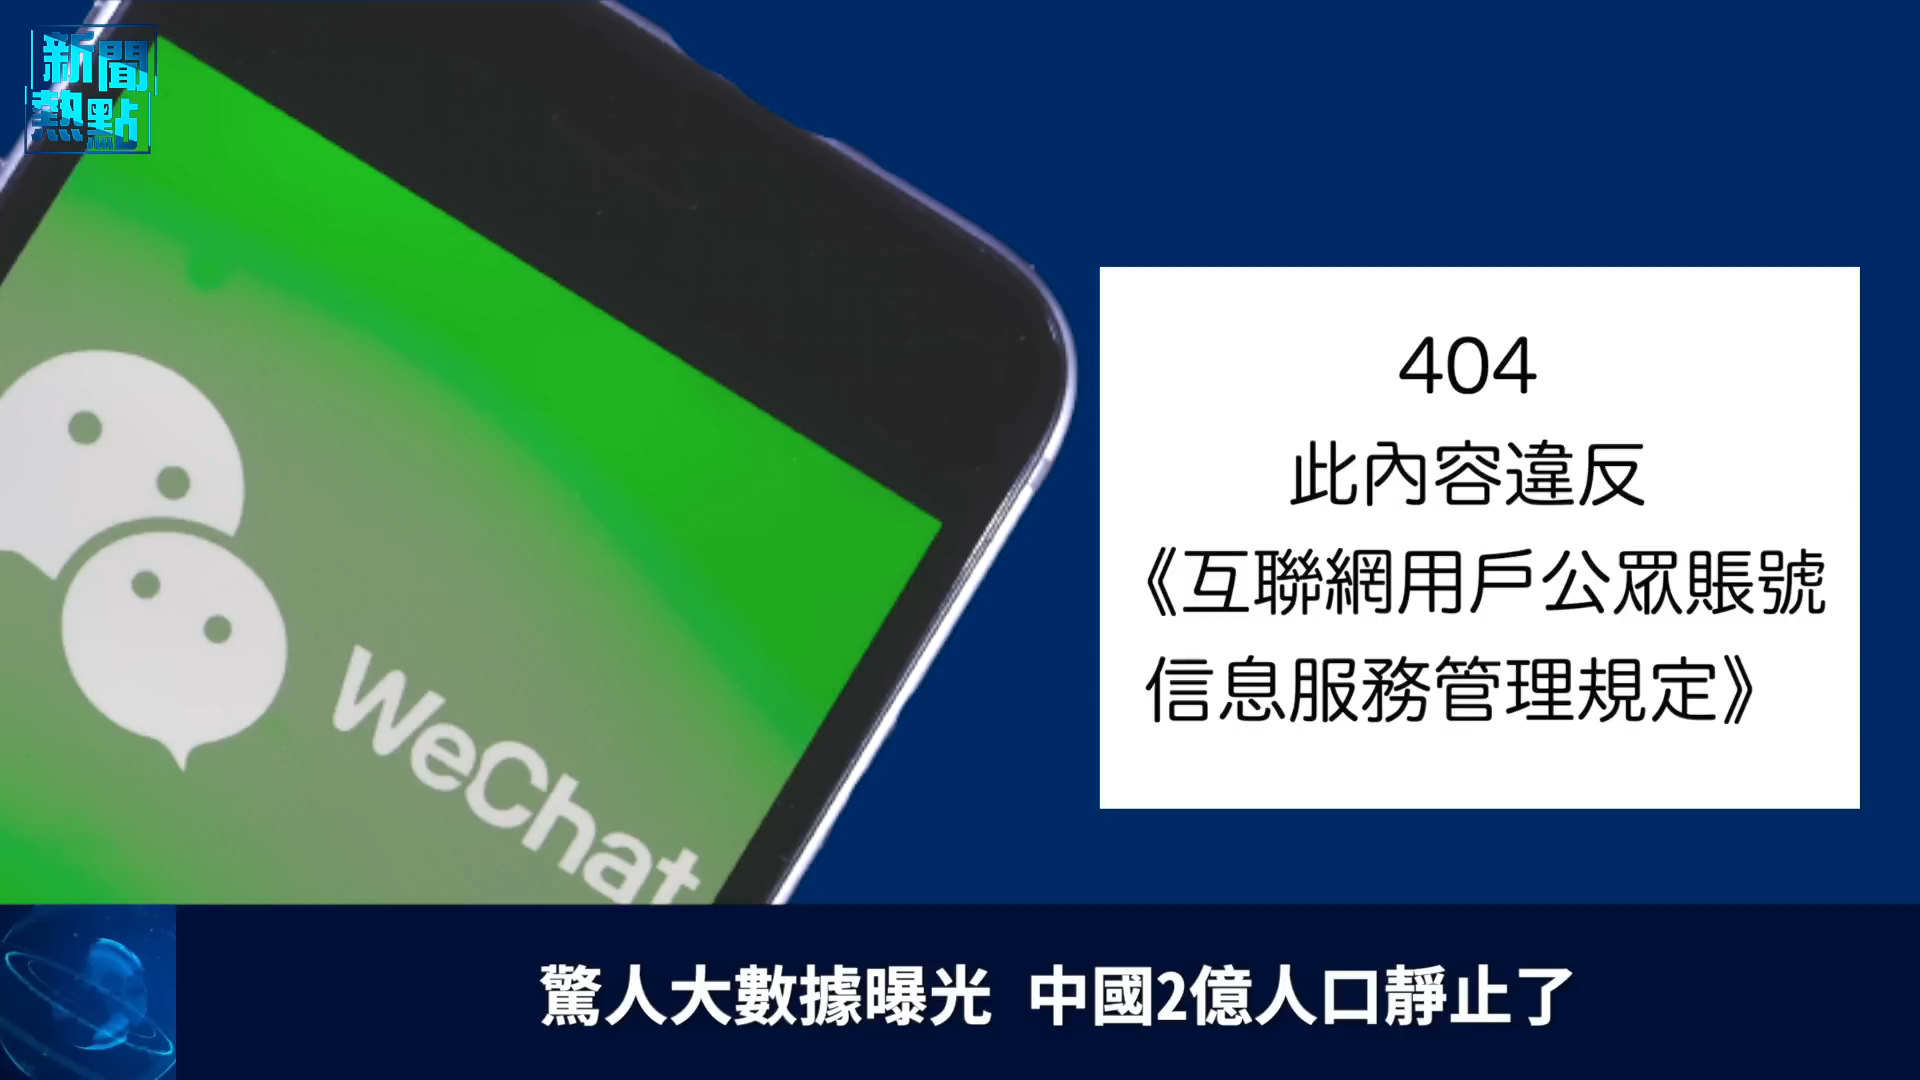 新聞
熱點
WeChat
404
此內容違反
《互聯網用戶公眾賬號
信息服務管理規定》
驚人大數據曝光 中國2億人口靜止了